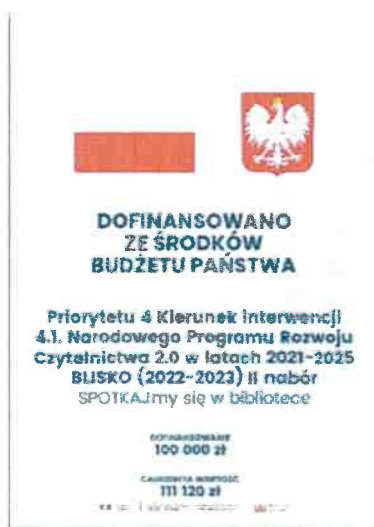 DOFINANSOWANO
ZE ŚRODKÓW
BUDŻETU PAŃSTWA
Priorytetu 4 Kierunek interwencji
4.1. Narodowego Programu Rozwoju
Czytelnictwa 2.0 w latach 2021-2025
BLISKO (2022-2023) II nabór
SPOTKAJmy się w bibliotece
DOFINANSOWANIE
100 000 zł
CAŁKOWITA WARTOŚĆ
111 120 zł